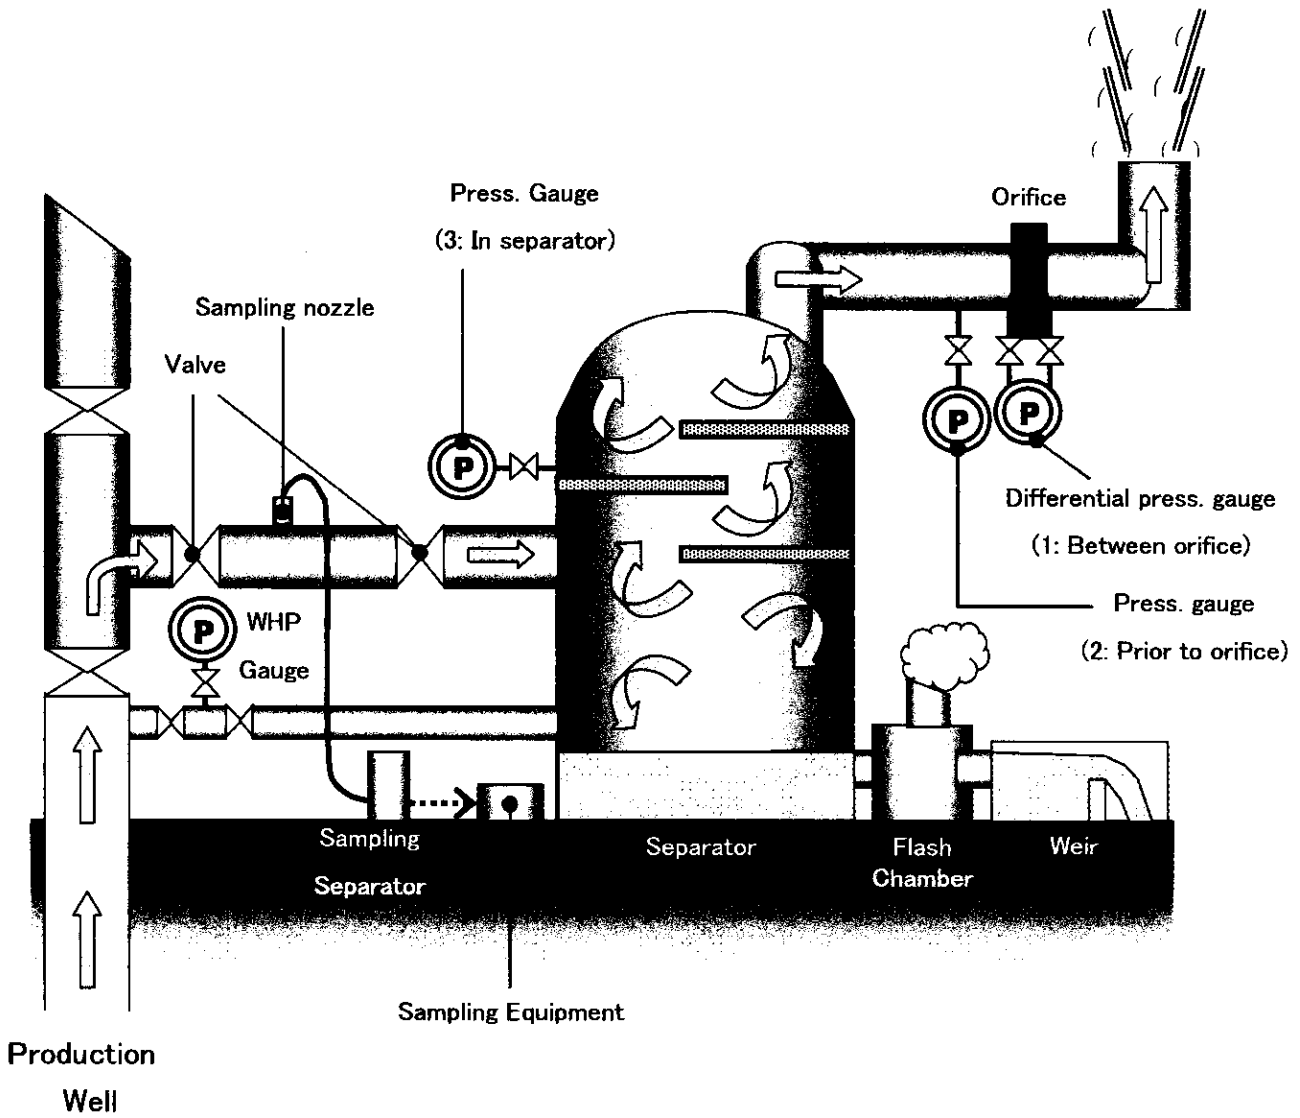 Press. Gauge
(3: In separator)
Orifice
Sampling nozzle
Valve
P
P
P
Differential press. gauge
(1: Between orifice)
Press. gauge
(2: Prior to orifice)
P
WHP
Gauge
Sampling
Separator
Separator
Flash
Chamber
Weir
Sampling Equipment
Production
Well